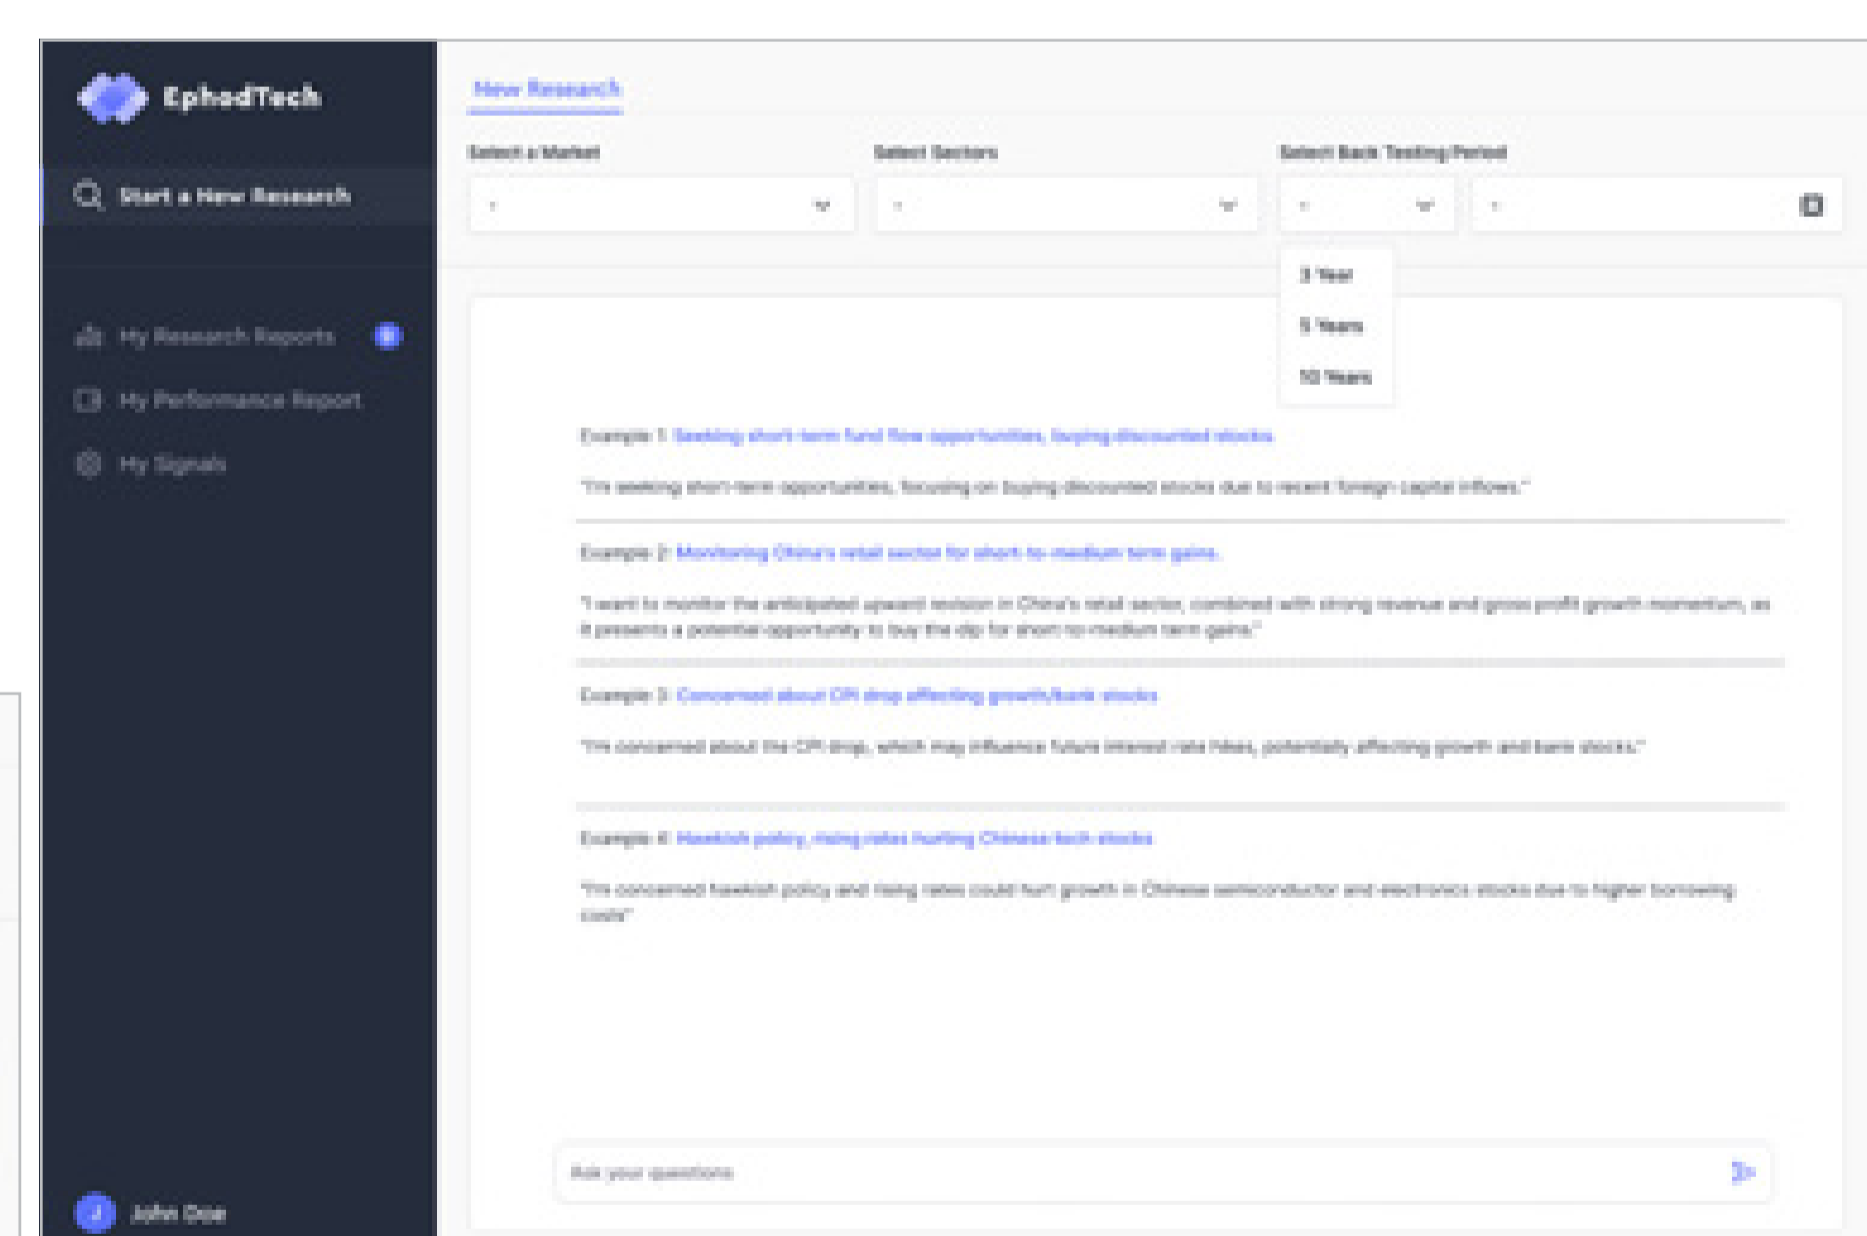 EphodTech
Start a New Research
My Research Reports
My Performance Report
My Signals
John Doe
New Research
Select a Market
Select Sectors
Select Back Testing Period
3 Year
5 Years
10 Years
Example 1: Seeking short-term fund flow opportunities, buying discounted stocks.
"I'm seeking short-term opportunities, focusing on buying discounted stocks due to recent foreign capital inflows."
Example 2: Monitoring China's retail sector for short-to-medium term gains.
"I want to monitor the anticipated upward revision in China's retail sector, combined with strong revenue and gross profit growth momentum, as
it presents a potential opportunity to buy the dip for short-to-medium term gains."
Example 3: Concerned about CPI drop affecting growth/bank stocks
"I'm concerned about the CPI drop, which may influence future interest rate hikes, potentially affecting growth and bank stocks."
Example 4: Hawkish policy, rising rates hurting Chinese tech stocks
"I'm concerned hawkish policy and rising rates could hurt growth in Chinese semiconductor and electronics stocks due to higher borrowing
costs"
Ask your questions
J